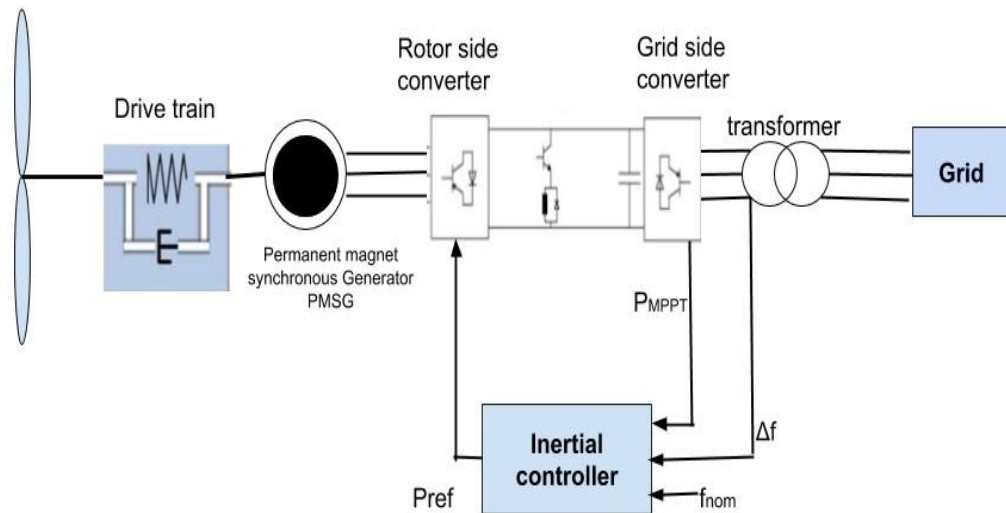 Rotor side
converter
Grid side
converter
Drive train
transformer
Grid
Permanent magnet
synchronous Generator
PMSG
PMPPT
Inertial
controller
Δf
Pref
fnom